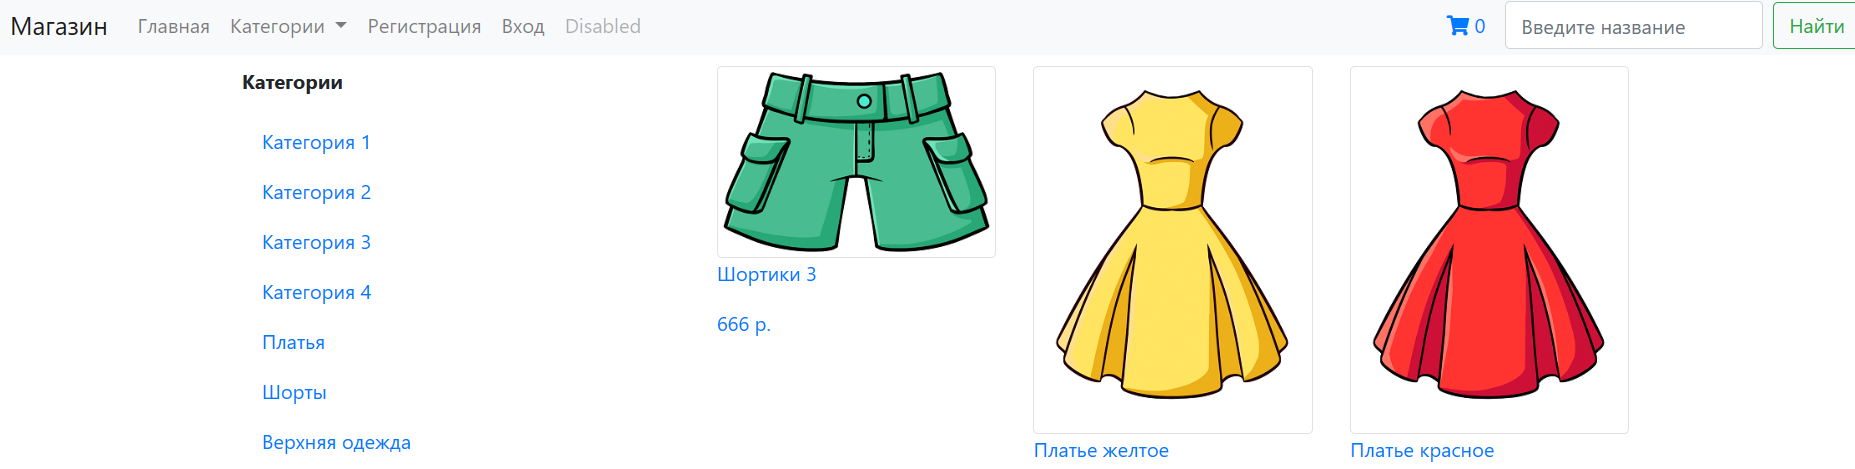 Магазин Главная Категории Регистрация Вход Disabled 0 Введите название Найти
Категории
Категория 1
Категория 2
Категория 3
Категория 4
Платья
Шорты
Верхняя одежда
Шортики 3
666 р.
Платье желтое
Платье красное